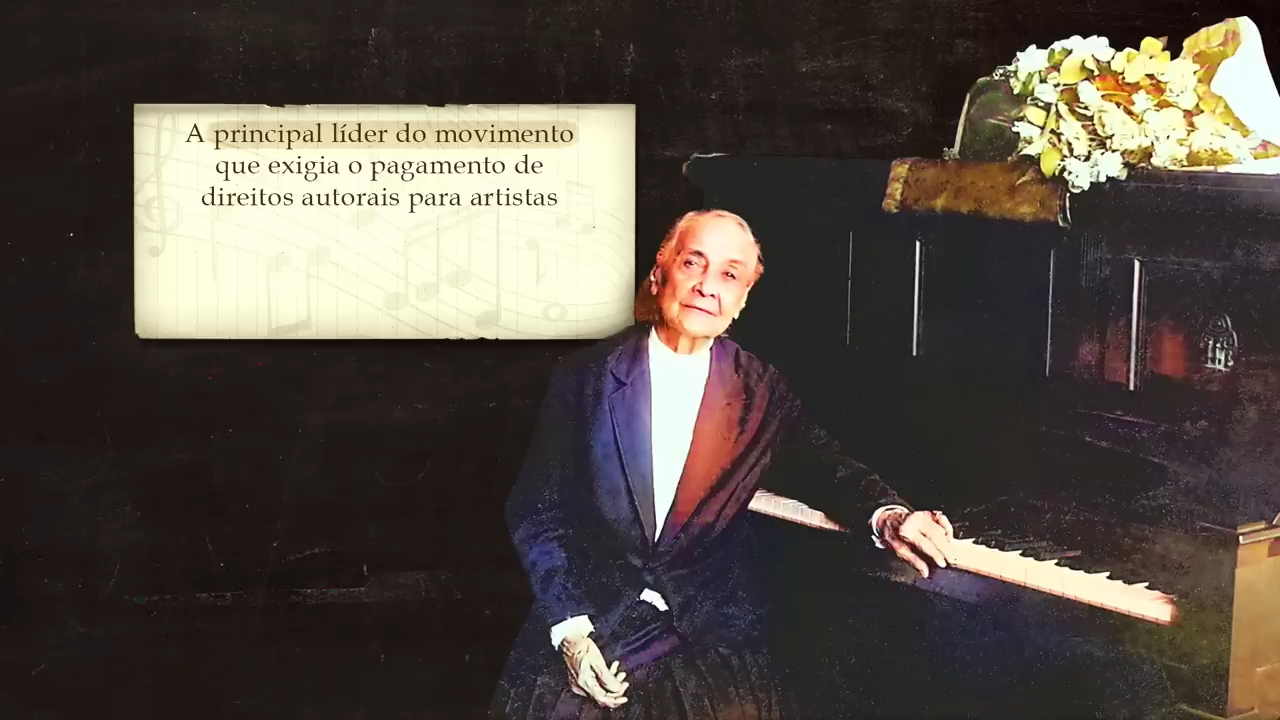 A principal líder do movimento
que exigia o pagamento de
direitos autorais para artistas